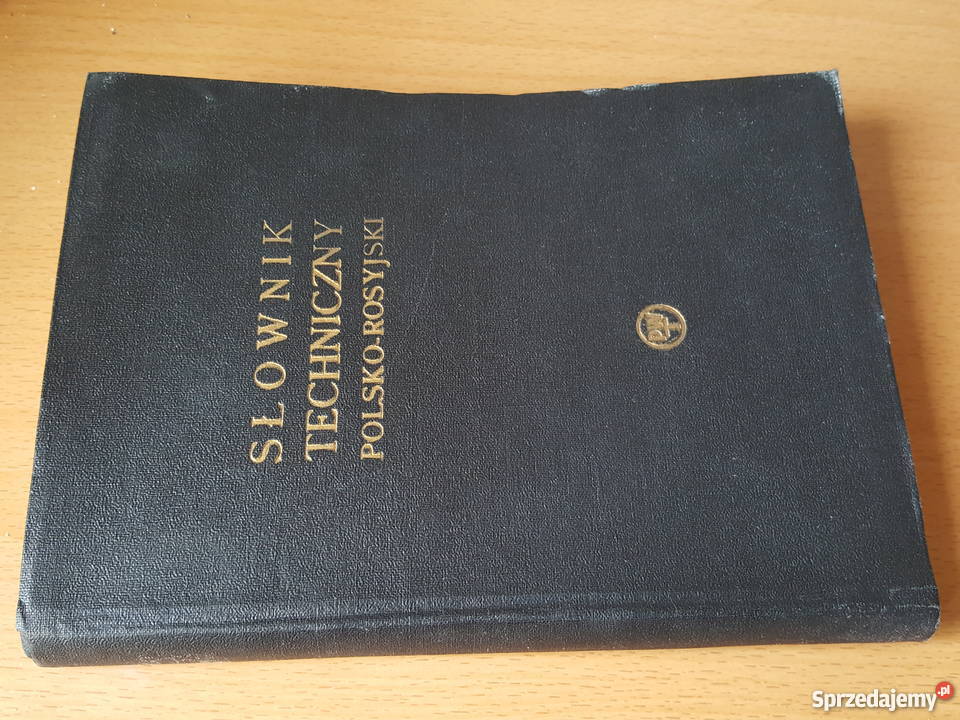 SŁOWNIK
TECHNICZNY
POLSKO-ROSYJSKI
Sprzedajemy.pl